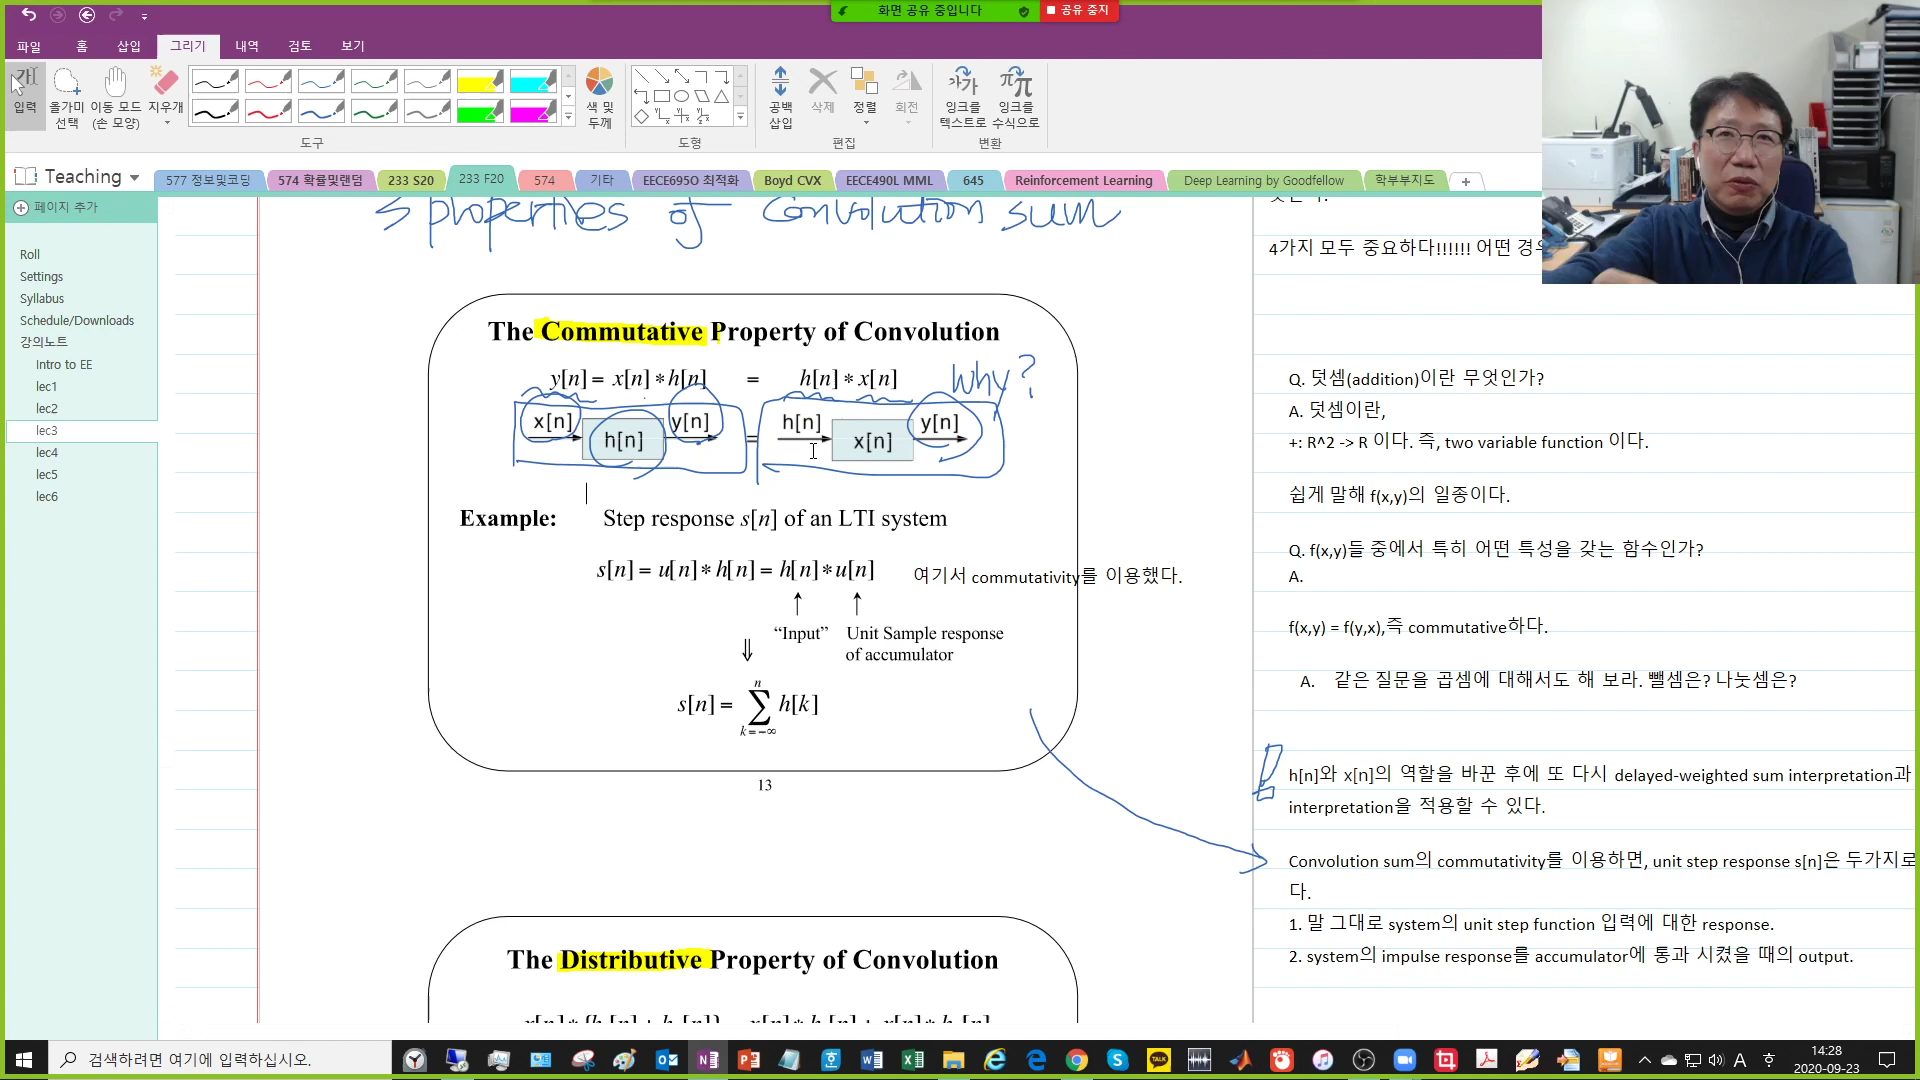 화면 공유 중입니다
공유 중지
파일 홈 삽입 그리기 내역 검토 보기
입력
올가미 선택
이동 모드 (손 모양)
지우개
색 및 두께
공백 삽입
삭제
정렬
회전
잉크를 텍스트로
잉크를 수식으로
도구
도형
편집
변환
Teaching
577 정보및코딩
574 확률및랜덤
233 S20
233 F20
574
기타
EECE695O 최적화
Boyd CVX
EECE490L MML
645
Reinforcement Learning
Deep Learning by Goodfellow
학부부지도
페이지 추가
Roll
Settings
Syllabus
Schedule/Downloads
강의노트
Intro to EE
lec1
lec2
lec3
lec4
lec5
lec6
5 properties of convolution sum
The Commutative Property of Convolution
y[n] = x[n] * h[n] = h[n] * x[n]
Why?
x[n] h[n] y[n] = h[n] x[n] y[n]
Example: Step response s[n] of an LTI system
s[n] = u[n] * h[n] = h[n] * u[n]
여기서 commutativity를 이용했다.
“Input” Unit Sample response
of accumulator
⇓
s[n] = ∑ h[k]
n
k=-∞
13
The Distributive Property of Convolution
4가지 모두 중요하다!!!!!! 어떤
Q. 덧셈(addition)이란 무엇인가?
A. 덧셈이란,
+: R^2 -> R 이다. 즉, two variable function 이다.
쉽게 말해 f(x,y)의 일종이다.
Q. f(x,y)들 중에서 특히 어떤 특성을 갖는 함수인가?
A.
f(x,y) = f(y,x),즉 commutative하다.
A. 같은 질문을 곱셈에 대해서도 해 보라. 뺄셈은? 나눗셈은?
h[n]와 x[n]의 역할을 바꾼 후에 또 다시 delayed-weighted sum interpretation과
interpretation을 적용할 수 있다.
Convolution sum의 commutativity를 이용하면, unit step response s[n]은 두가지로
다.
1. 말 그대로 system의 unit step function 입력에 대한 response.
2. system의 impulse response를 accumulator에 통과 시켰을 때의 output.
검색하려면 여기에 입력하십시오.
A
14:28
2020-09-23